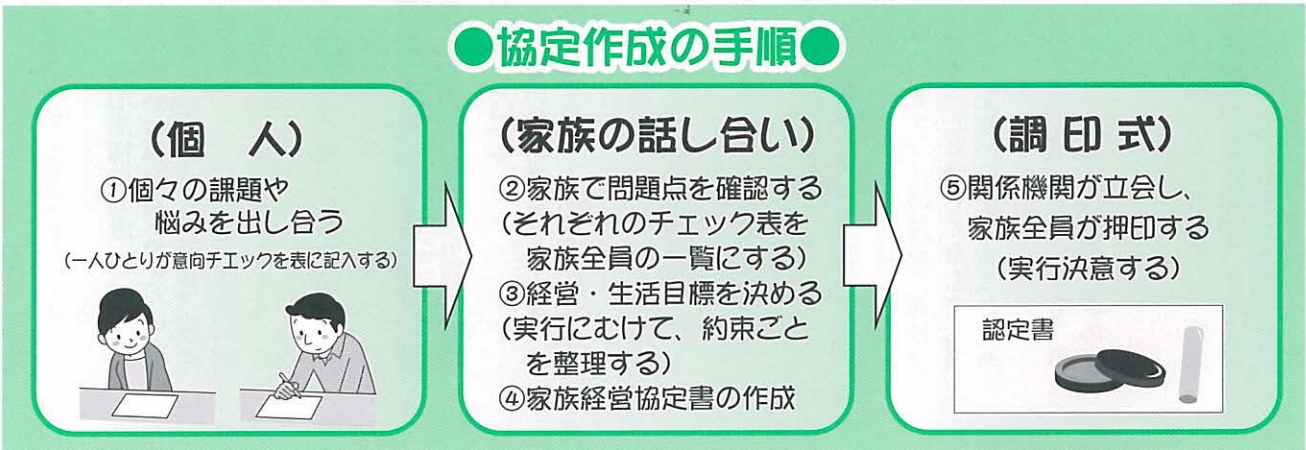 ●協定作成の手順●
(個 人)
①個々の課題や
悩みを出し合う
(一人ひとりが意向チエックを表に記入する)
(家族の話し合い)
②家族で問題点を確認する
(それぞれのチェック表を
家族全員の一覧にする)
③経営・生活目標を決める
(実行にむけて、約束ごと
を整理する)
④家族経営協定書の作成
(調 印 式)
⑤関係機関が立会し、
家族全員が押印する
(実行決意する)
認定書